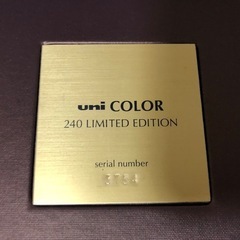 uni COLOR
240 LIMITED EDITION
serial number